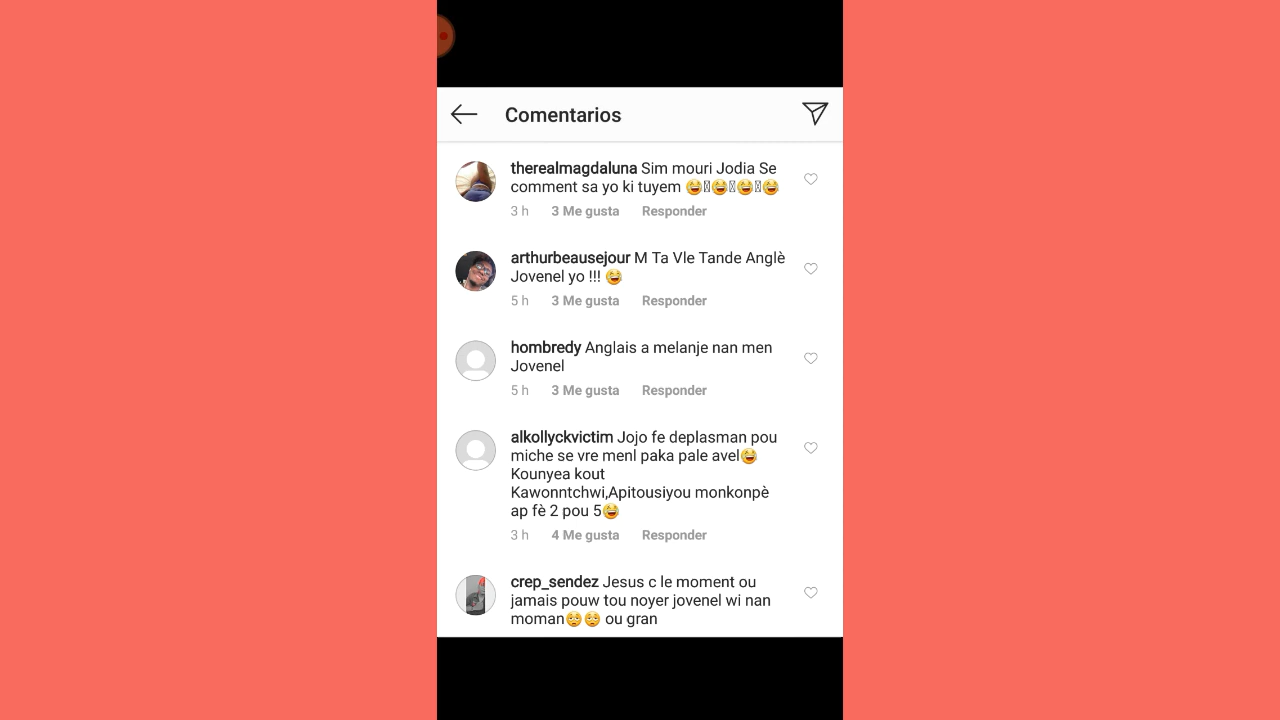 Comentarios
therealmagdaluna Sim mouri Jodia Se
comment sa yo ki tuyem 😂😂😂😂
3 h 3 Me gusta Responder
arthurbeausejour M Ta Vle Tande Anglè
Jovenel yo !!! 😂
5 h 3 Me gusta Responder
hombredy Anglais a melanje nan men
Jovenel
5 h 3 Me gusta Responder
alkollyckvictim Jojo fe deplasman pou
miche se vre menl paka pale avel😂
Kounyea kout
Kawonntchwi,Apitousiyou monkonpè
ap fè 2 pou 5😂
3 h 4 Me gusta Responder
crep_sendez Jesus c le moment ou
jamais pouw tou noyer jovenel wi nan
moman😳😳 ou gran